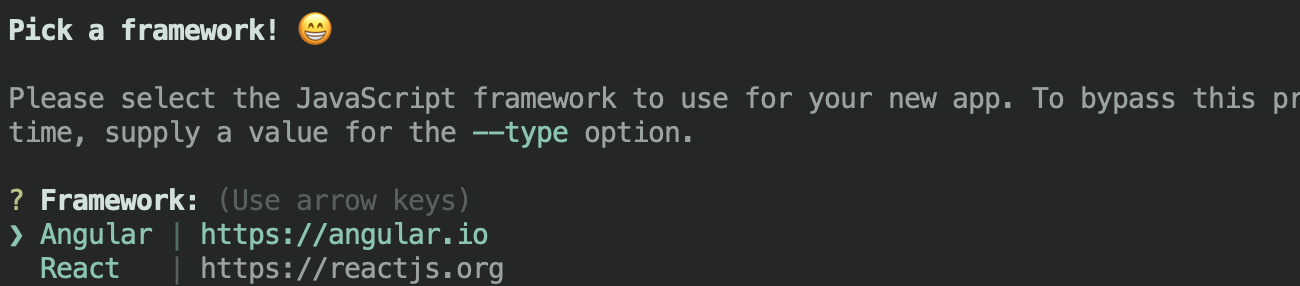 Pick a framework! 😁
Please select the JavaScript framework to use for your new app. To bypass this
time, supply a value for the --type option.
? Framework: (Use arrow keys)
❯ Angular | https://angular.io
React | https://reactjs.org